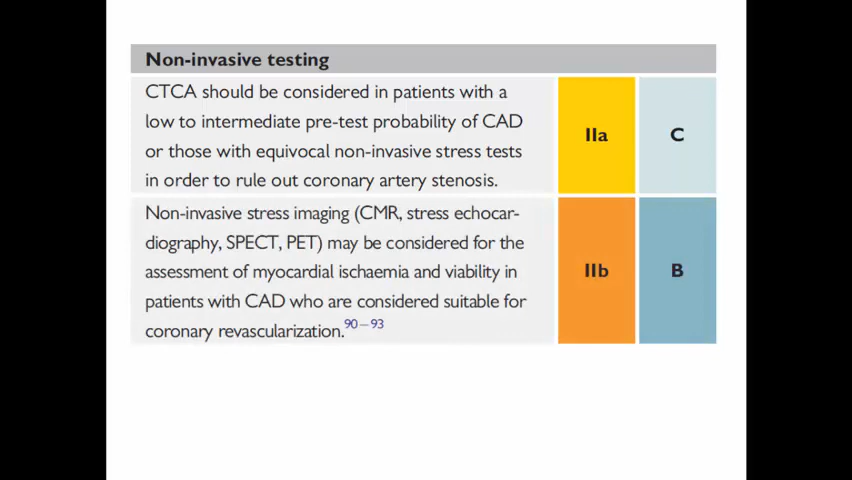 Non-invasive testing
CTCA should be considered in patients with a
low to intermediate pre-test probability of CAD
or those with equivocal non-invasive stress tests
in order to rule out coronary artery stenosis.
IIa
C
Non-invasive stress imaging (CMR, stress echocar-
diography, SPECT, PET) may be considered for the
assessment of myocardial ischaemia and viability in
patients with CAD who are considered suitable for
coronary revascularization.90–93
IIb
B